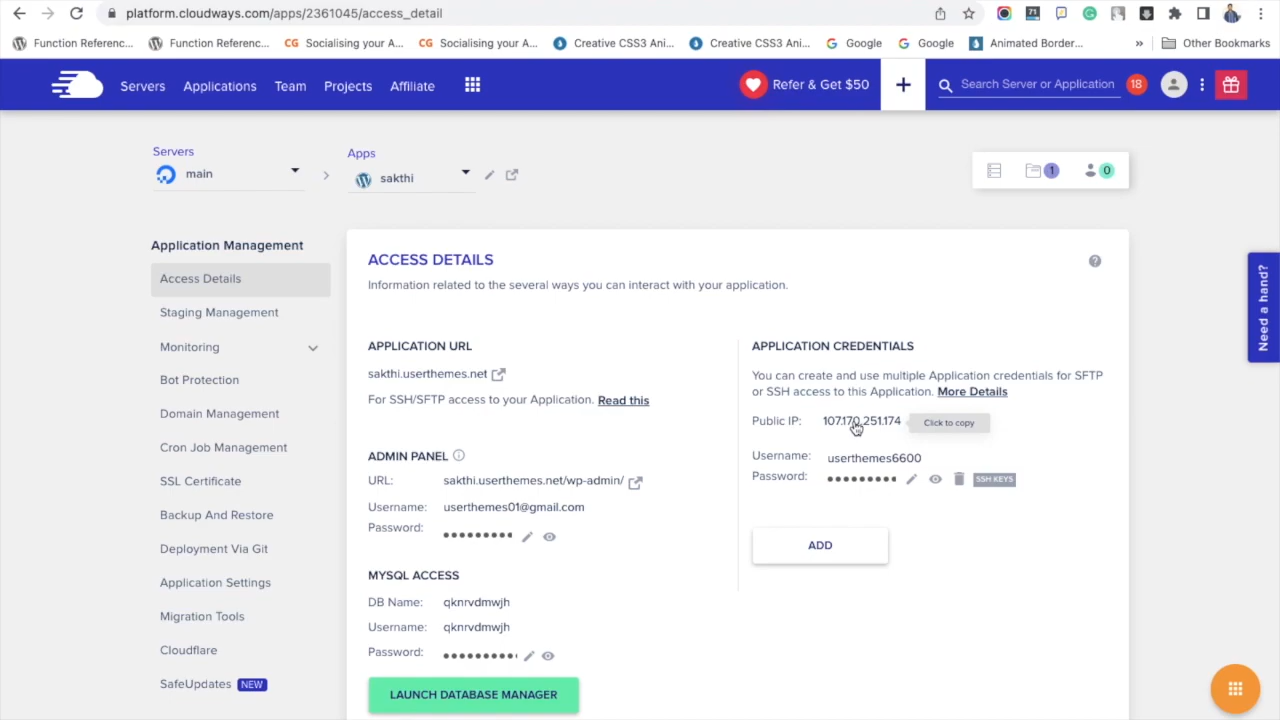 platform.cloudways.com/apps/2361045/access_detail
71
Function Referenc... Function Referenc... CG Socialising your A... CG Socialising your A... Creative CSS3 Ani... Creative CSS3 Ani... Google Google Animated Border... » Other Bookmarks
Servers Applications Team Projects Affiliate Refer & Get $50 + Search Server or Application 18
Servers Apps
main > sakthi 1 0
Application Management
Access Details
Staging Management
Monitoring
Bot Protection
Domain Management
Cron Job Management
SSL Certificate
Backup And Restore
Deployment Via Git
Application Settings
Migration Tools
Cloudflare
SafeUpdates NEW
ACCESS DETAILS
Information related to the several ways you can interact with your application.
APPLICATION URL
sakthi.userthemes.net
For SSH/SFTP access to your Application. Read this
ADMIN PANEL
URL: sakthi.userthemes.net/wp-admin/
Username: userthemes01@gmail.com
Password: •••••••••
MYSQL ACCESS
DB Name: qknrvdmwjh
Username: qknrvdmwjh
Password: ••••••••••
LAUNCH DATABASE MANAGER
APPLICATION CREDENTIALS
You can create and use multiple Application credentials for SFTP
or SSH access to this Application. More Details
Public IP: 107.170.251.174 Click to copy
Username: userthemes6600
Password: ••••••••• SSH KEYS
ADD
Need a hand?